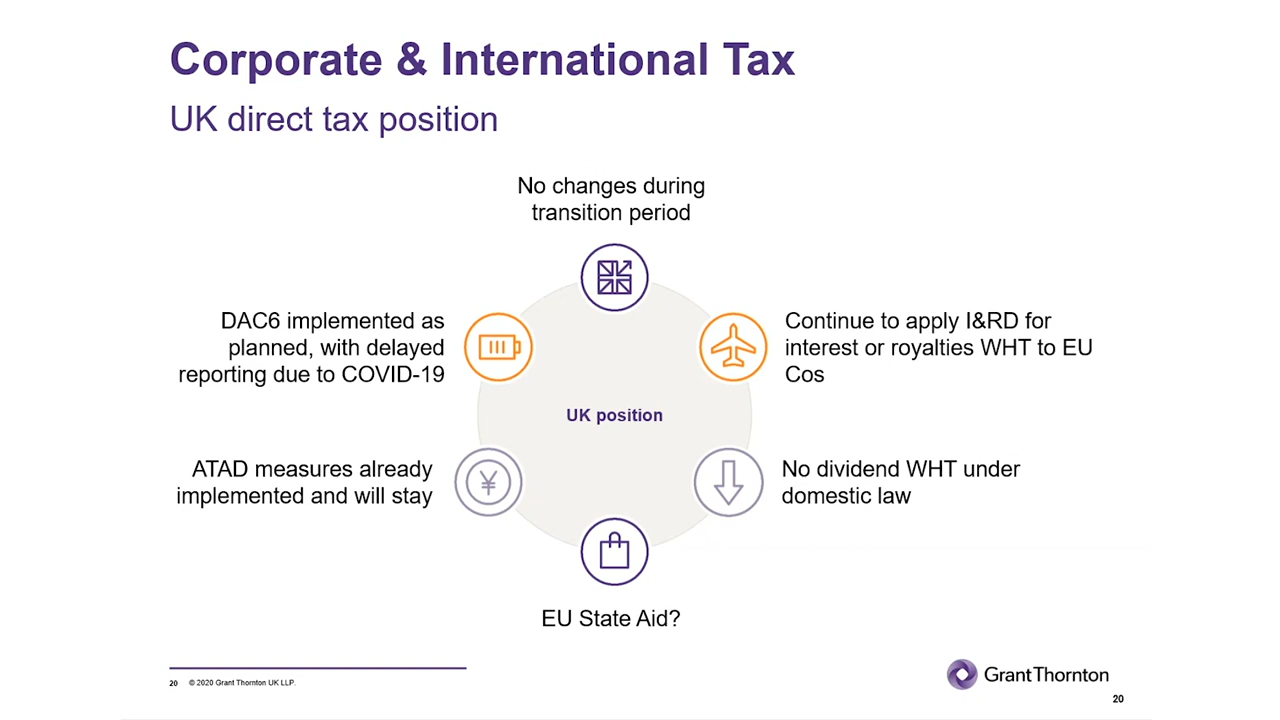 Corporate & International Tax
UK direct tax position
No changes during
transition period
DAC6 implemented as
planned, with delayed
reporting due to COVID-19
Continue to apply I&RD for
interest or royalties WHT to EU
Cos
UK position
ATAD measures already
implemented and will stay
¥
No dividend WHT under
domestic law
EU State Aid?
20 © 2020 Grant Thornton UK LLP.
GrantThornton
20